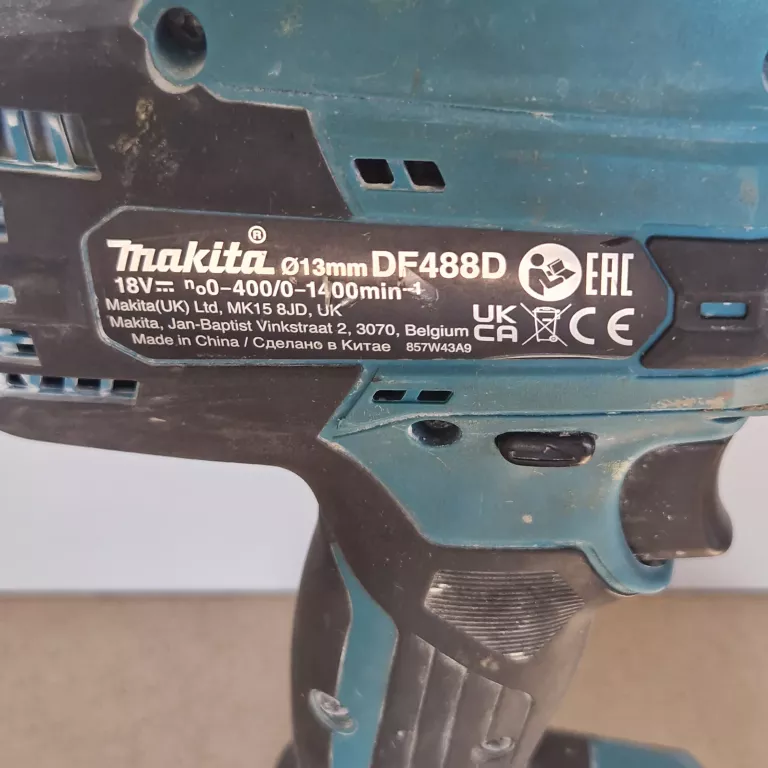 makita® ø13mm DF488D
18V⎓ n₀0-400/0-1400min⁻¹
Makita(UK) Ltd, MK15 8JD, UK
Makita, Jan-Baptist Vinkstraat 2, 3070, Belgium
Made in China / Сделано в Китае 857W43A9
EAC
UK
CA
CE